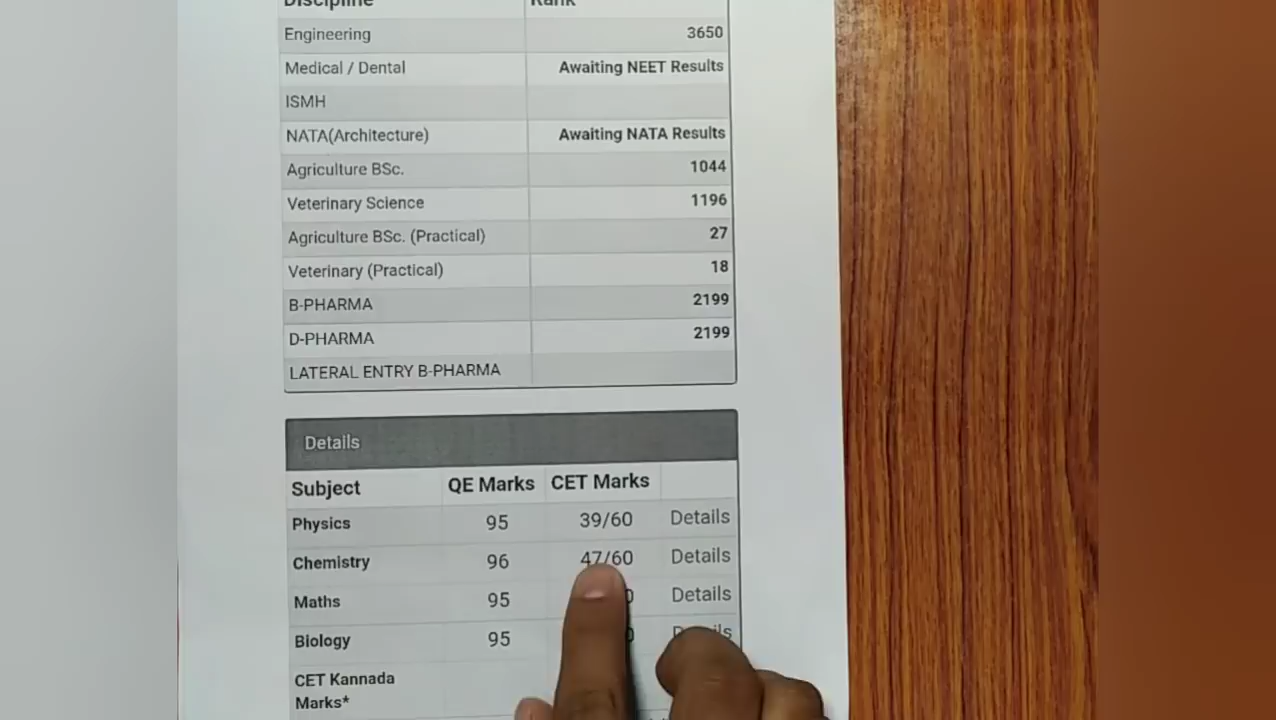 Discipline Rank
Engineering 3650
Medical / Dental Awaiting NEET Results
ISMH
NATA(Architecture) Awaiting NATA Results
Agriculture BSc. 1044
Veterinary Science 1196
Agriculture BSc. (Practical) 27
Veterinary (Practical) 18
B-PHARMA 2199
D-PHARMA 2199
LATERAL ENTRY B-PHARMA
Details
Subject QE Marks CET Marks
Physics 95 39/60 Details
Chemistry 96 47/60 Details
Maths 95 Details
Biology 95
CET Kannada
Marks*